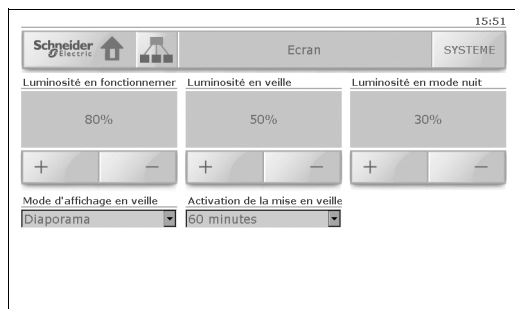 15:51
Schneider Electric
Ecran
SYSTEME
Luminosité en fonctionnemer
Luminosité en veille
Luminosité en mode nuit
80%
50%
30%
+ −
+ −
+ −
Mode d'affichage en veille
Activation de la mise en veille
Diaporama
60 minutes